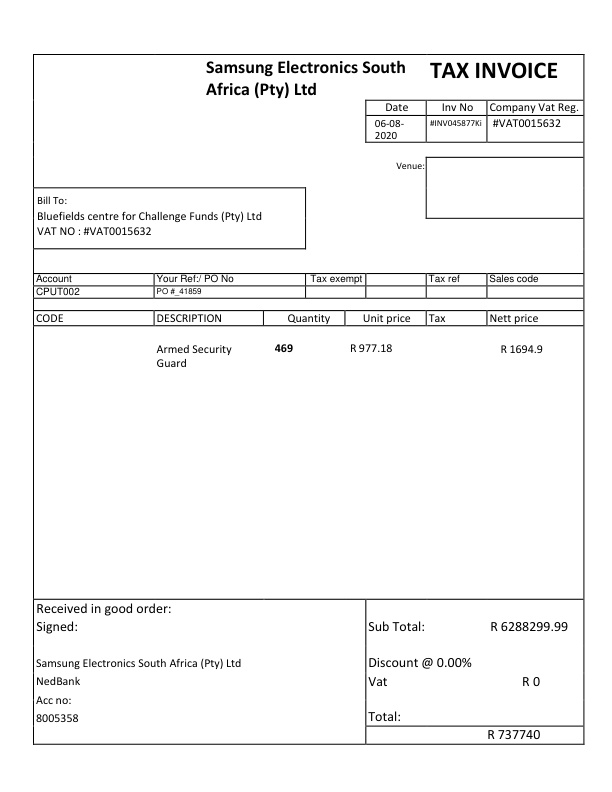 Samsung Electronics South
Africa (Pty) Ltd
TAX INVOICE
Date Inv No Company Vat Reg.
06-08-
2020
#INV045877Ki #VAT0015632
Venue:
Bill To:
Bluefields centre for Challenge Funds (Pty) Ltd
VAT NO : #VAT0015632
Account Your Ref:/ PO No Tax exempt Tax ref Sales code
CPUT002 PO #_41859
CODE DESCRIPTION Quantity Unit price Tax Nett price
Armed Security
Guard
469 R 977.18 R 1694.9
Received in good order:
Signed:
Sub Total: R 6288299.99
Samsung Electronics South Africa (Pty) Ltd
Discount @ 0.00%
NedBank
Vat R 0
Acc no:
8005358
Total:
R 737740